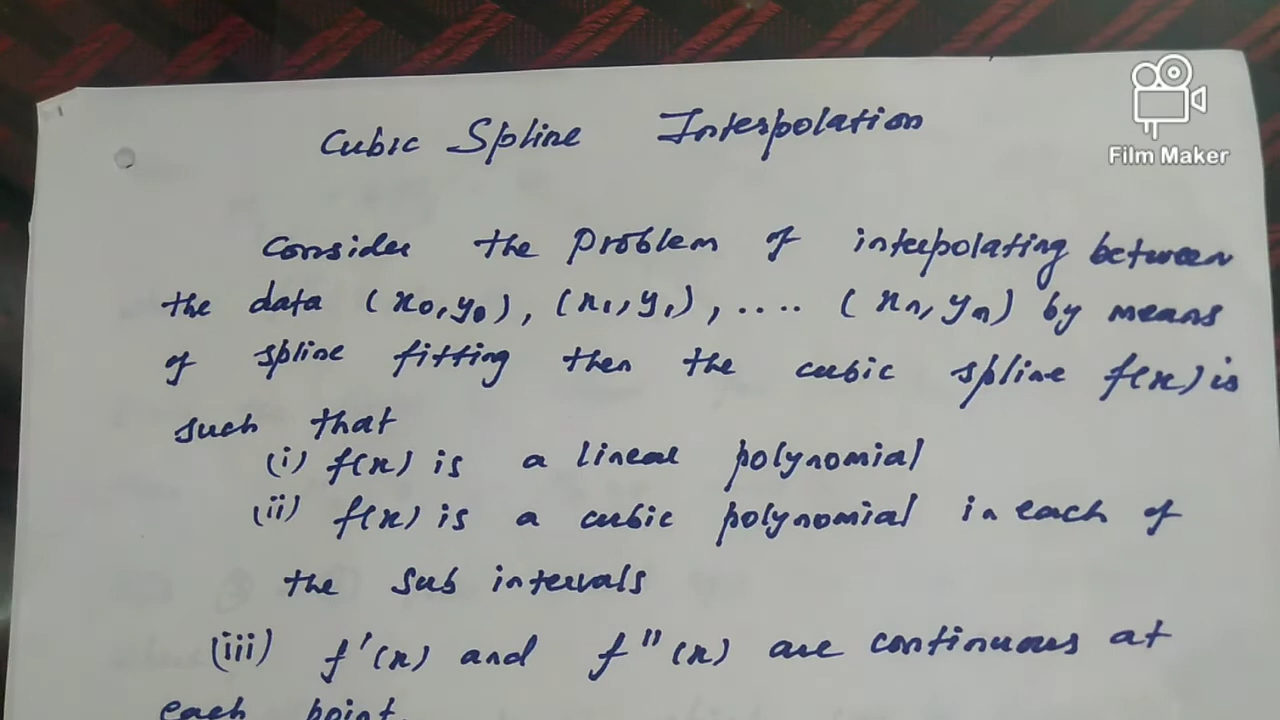 Cubic Spline Interpolation
Film Maker
Consider the problem of interpolating between
the data (x0, y0), (x1, y1), .... (xn, yn) by means
of spline fitting then the cubic spline f(x) is
such that
(i) f(x) is a linear polynomial
(ii) f(x) is a cubic polynomial in each of
the sub intervals
(iii) f'(x) and f"(x) are continuous at
each point.